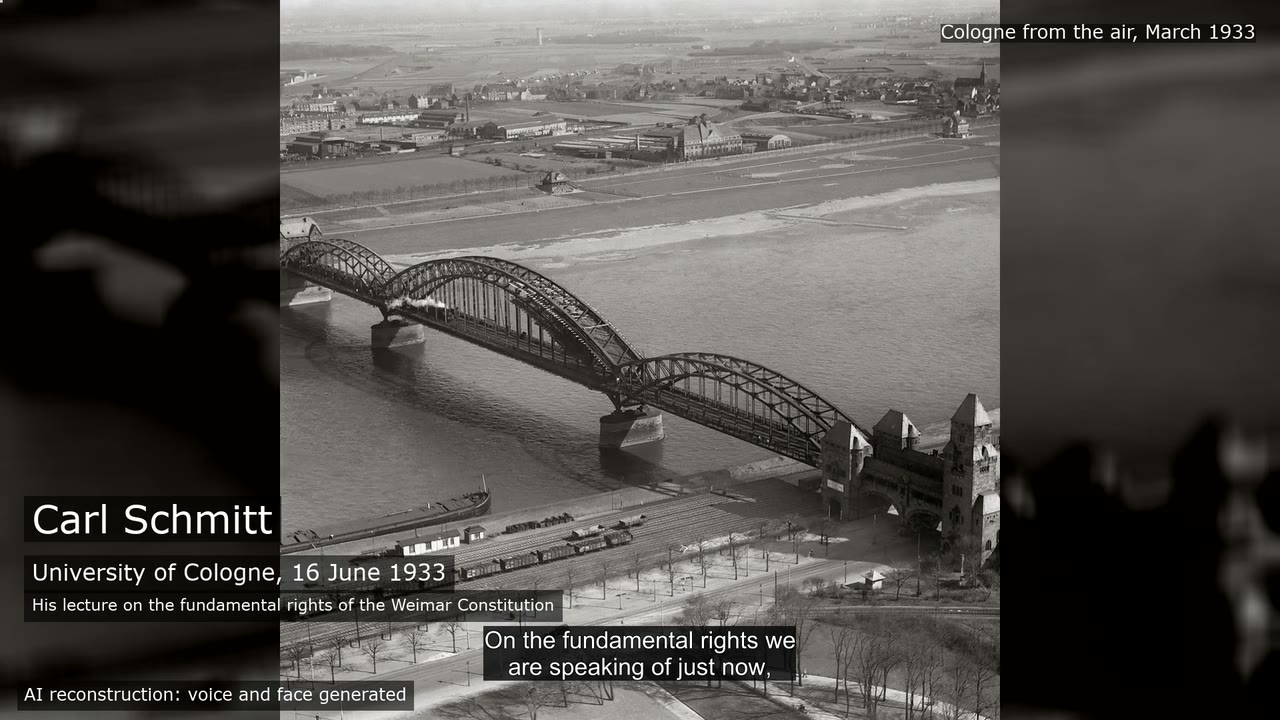 Cologne from the air, March 1933
Carl Schmitt
University of Cologne, 16 June 1933
His lecture on the fundamental rights of the Weimar Constitution
On the fundamental rights we
are speaking of just now,
AI reconstruction: voice and face generated